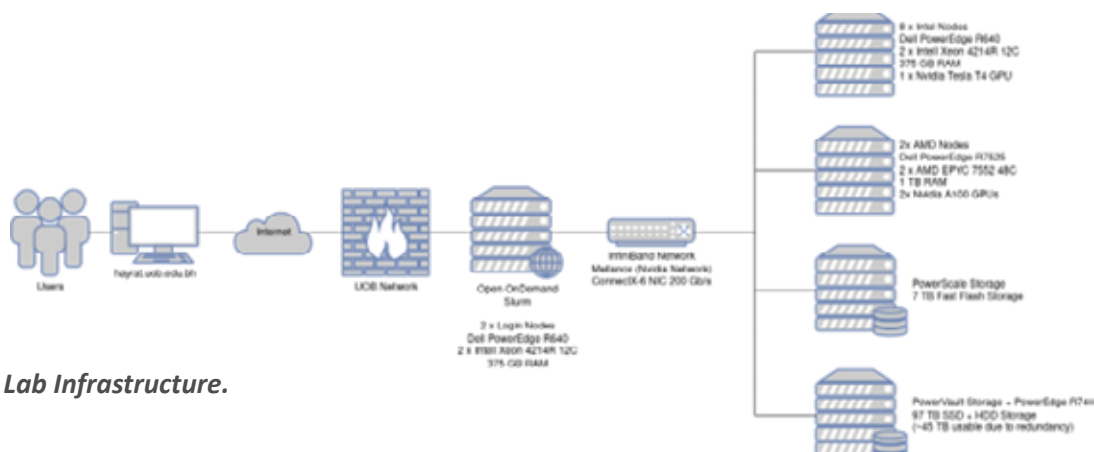 Users
hayrat.uob.edu.bh
Internet
UOB Network
Open OnDemand
Slurm
2 x Login Nodes
Dell PowerEdge R640
2 x Intel Xeon 4214R 12C
375 GB RAM
InfiniBand Network
Mellanox (Nvidia Network)
ConnectX-6 NIC 200 Gb/s
8 x Intel Nodes
Dell PowerEdge R640
2 x Intel Xeon 4214R 12C
375 GB RAM
1 x Nvidia Tesla T4 GPU
2x AMD Nodes
Dell PowerEdge R7525
2 x AMD EPYC 7552 48C
1 TB RAM
2x Nvidia A100 GPUs
PowerScale Storage
7 TB Fast Flash Storage
PowerVault Storage + PowerEdge
97 TB SSD + HDD Storage
(~45 TB usable due to redundancy)
Lab Infrastructure.